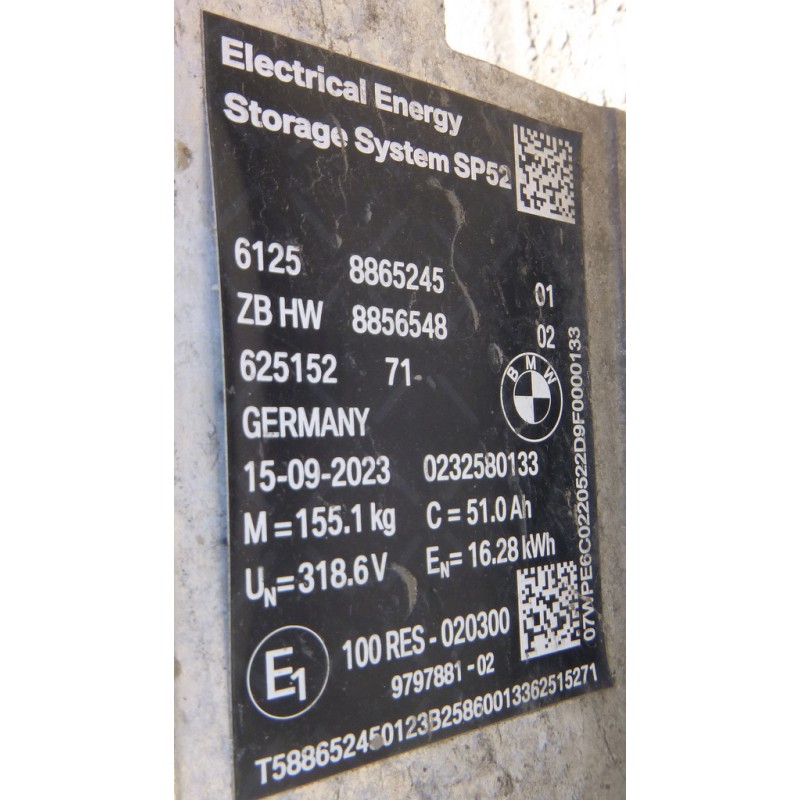 Electrical Energy
Storage System SP52
6125 8865245 01
ZB HW 8856548 02
625152 71
BMW
GERMANY
15-09-2023 0232580133
M = 155.1 kg C = 51.0 Ah
UN = 318.6 V EN = 16.28 kWh
E1 100 RES - 020300
9797881 - 02
T588652450123B25860013362515271
07WPE6C0220522D9F0000133